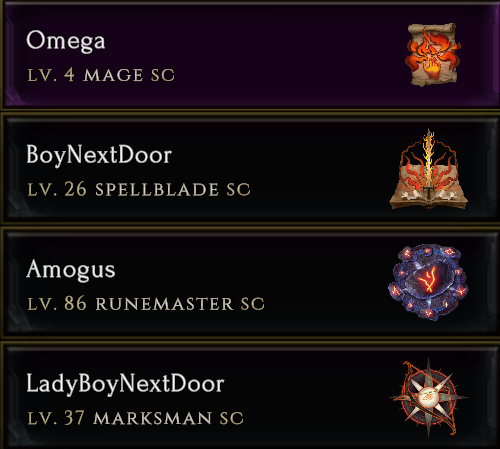 Omega
LV. 4 MAGE SC
BoyNextDoor
LV. 26 SPELLBLADE SC
Amogus
LV. 86 RUNEMASTER SC
LadyBoyNextDoor
LV. 37 MARKSMAN SC